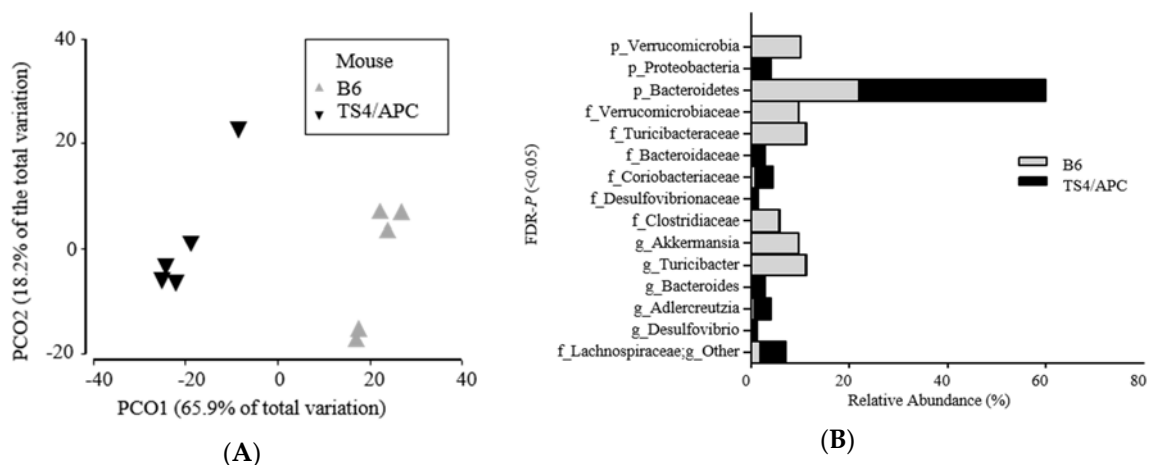 40
20
0
-20
-40
-20
0
20
40
PCO2 (18.2% of the total variation)
PCO1 (65.9% of total variation)
Mouse
B6
TS4/APC
(A)
p_Verrucomicrobia
p_Proteobacteria
p_Bacteroidetes
f_Verrucomicrobiaceae
f_Turicibacteraceae
f_Bacteroidaceae
f_Coriobacteriaceae
f_Desulfovibrionaceae
f_Clostridiaceae
g_Akkermansia
g_Turicibacter
g_Bacteroides
g_Adlercreutzia
g_Desulfovibrio
f_Lachnospiraceae;g_Other
FDR-P (<0.05)
0
20
40
60
80
Relative Abundance (%)
B6
TS4/APC
(B)